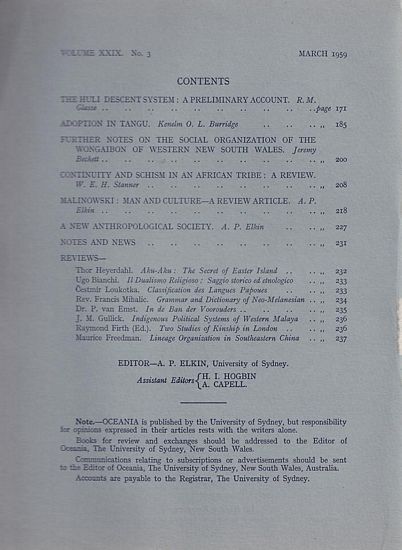 VOLUME XXIX. No. 3 MARCH 1959
CONTENTS
THE HULI DESCENT SYSTEM : A PRELIMINARY ACCOUNT. R. M.
Glasse .. .. .. .. .. .. .. .. ..page 171
ADOPTION IN TANGU. Kenelm O. L. Burridge .. .. .. „ 185
FURTHER NOTES ON THE SOCIAL ORGANIZATION OF THE
WONGAIBON OF WESTERN NEW SOUTH WALES. Jeremy
Beckett .. .. .. .. .. .. .. .. .. „ 200
CONTINUITY AND SCHISM IN AN AFRICAN TRIBE : A REVIEW.
W. E. H. Stanner .. .. .. .. .. .. .. „ 208
MALINOWSKI : MAN AND CULTURE—A REVIEW ARTICLE. A. P.
Elkin .. .. .. .. .. .. .. .. .. „ 218
A NEW ANTHROPOLOGICAL SOCIETY. A. P. Elkin .. .. „ 227
NOTES AND NEWS .. .. .. .. .. .. .. „ 231
REVIEWS—
Thor Heyerdahl. Aku-Aku : The Secret of Easter Island .. .. „ 232
Ugo Bianchi. Il Dualismo Religioso : Saggio storico ed etnologico .. „ 233
Čestmír Loukotka. Classification des Langues Papoues .. .. „ 233
Rev. Francis Mihalic. Grammar and Dictionary of Neo-Melanesian .. „ 234
Dr. P. van Emst. In de Ban der Voorouders .. .. .. .. „ 235
J. M. Gullick. Indigenous Political Systems of Western Malaya .. „ 236
Raymond Firth (Ed.). Two Studies of Kinship in London .. .. „ 236
Maurice Freedman. Lineage Organization in Southeastern China .. „ 237
EDITOR—A. P. ELKIN, University of Sydney.
Assistant Editors { H. I. HOGBIN
A. CAPELL.
Note.—OCEANIA is published by the University of Sydney, but responsibility
for opinions expressed in their articles rests with the writers alone.
Books for review and exchanges should be addressed to the Editor of
Oceania, The University of Sydney, New South Wales.
Communications relating to subscriptions or advertisements should be sent
to the Editor of Oceania, The University of Sydney, New South Wales, Australia.
Accounts are payable to the Registrar, The University of Sydney.